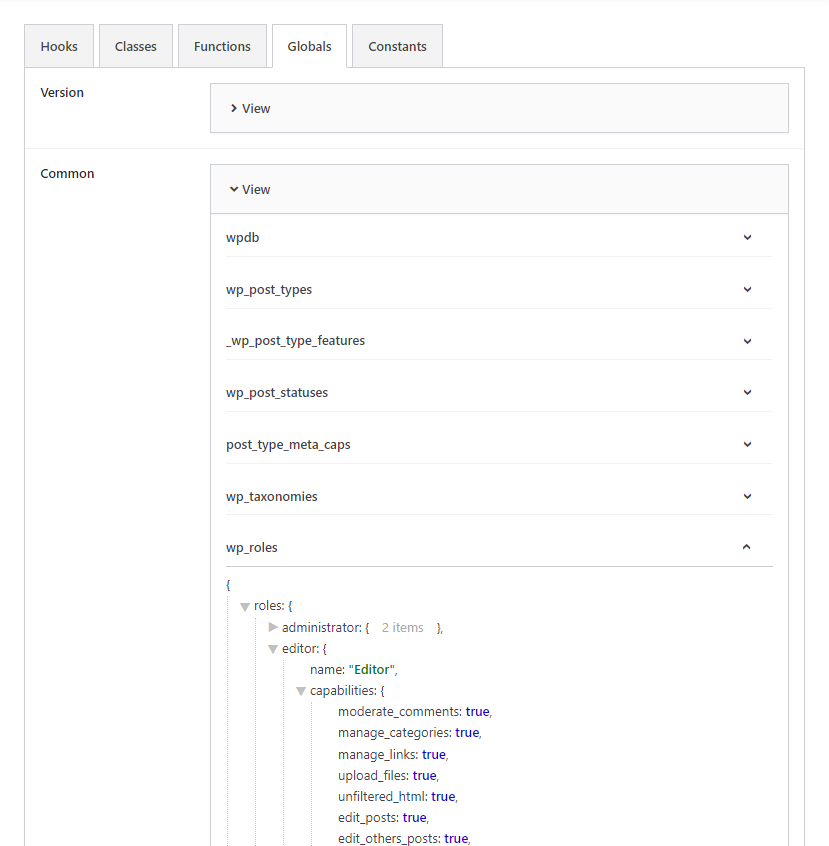 Hooks Classes Functions Globals Constants
Version
View
Common
View
wpdb
wp_post_types
_wp_post_type_features
wp_post_statuses
post_type_meta_caps
wp_taxonomies
wp_roles
{
roles: {
administrator: { 2 items },
editor: {
name: "Editor",
capabilities: {
moderate_comments: true,
manage_categories: true,
manage_links: true,
upload_files: true,
unfiltered_html: true,
edit_posts: true,
edit_others_posts: true,